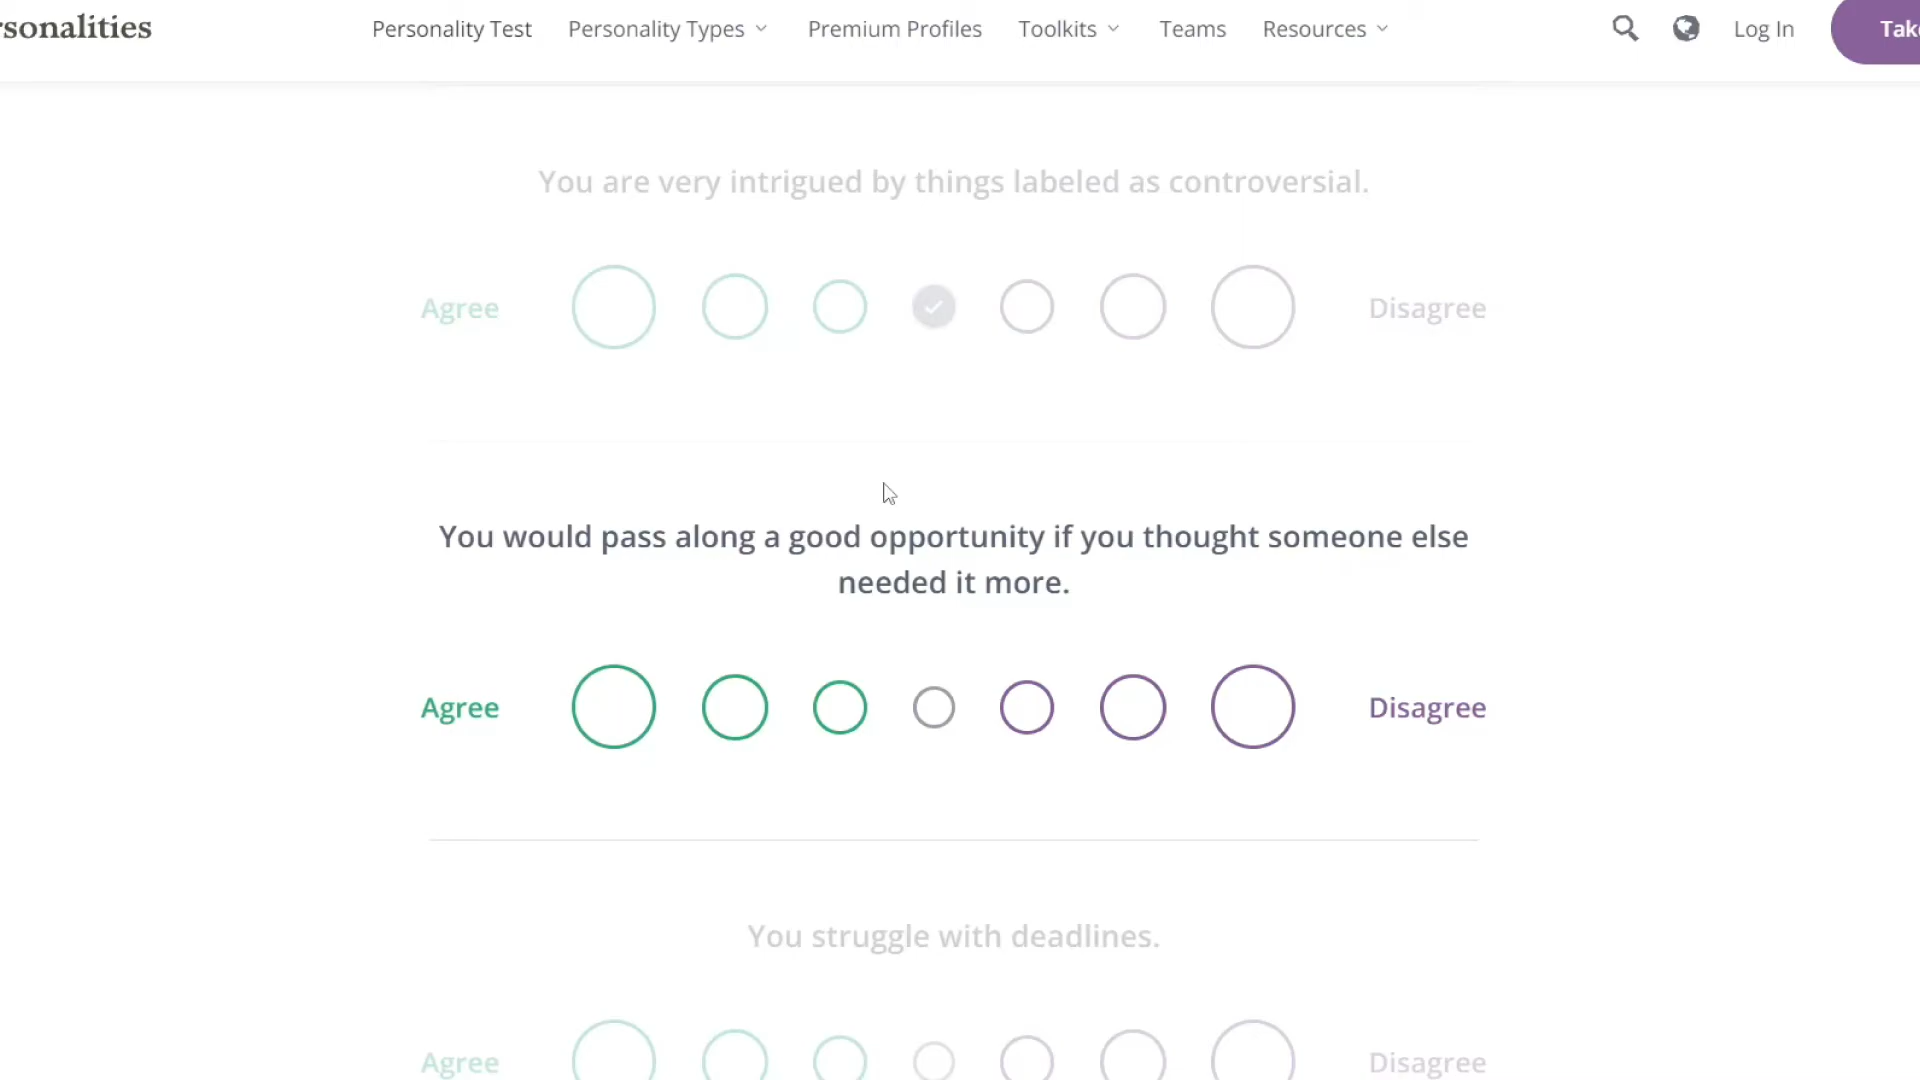 rsonalities
Personality Test Personality Types Premium Profiles Toolkits Teams Resources Log In Take
You are very intrigued by things labeled as controversial.
Agree Disagree
You would pass along a good opportunity if you thought someone else
needed it more.
Agree Disagree
You struggle with deadlines.
Agree Disagree